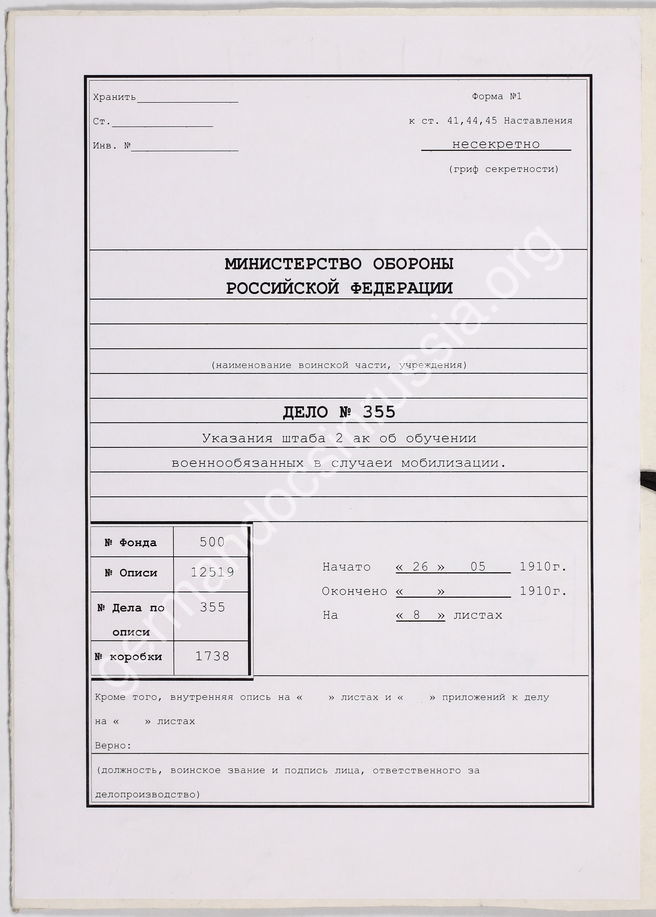 Хранить
Форма №1
Ст.
к ст. 41,44,45 Наставления
Инв. №
несекретно
(гриф секретности)
МИНИСТЕРСТВО ОБОРОНЫ
РОССИЙСКОЙ ФЕДЕРАЦИИ
(наименование воинской части, учреждения)
ДЕЛО № 355
Указания штаба 2 ак об обучении
военнообязанных в случаеи мобилизации.
№ Фонда 500
№ Описи 12519
№ Дела по 355
описи
№ коробки 1738
Начато « 26 » 05 1910г.
Окончено « » 1910г.
На « 8 » листах
Кроме того, внутренняя опись на « » листах и « » приложений к делу
на « » листах
Верно:
(должность, воинское звание и подпись лица, ответственного за
делопроизводство)
germandocsinrussia.org